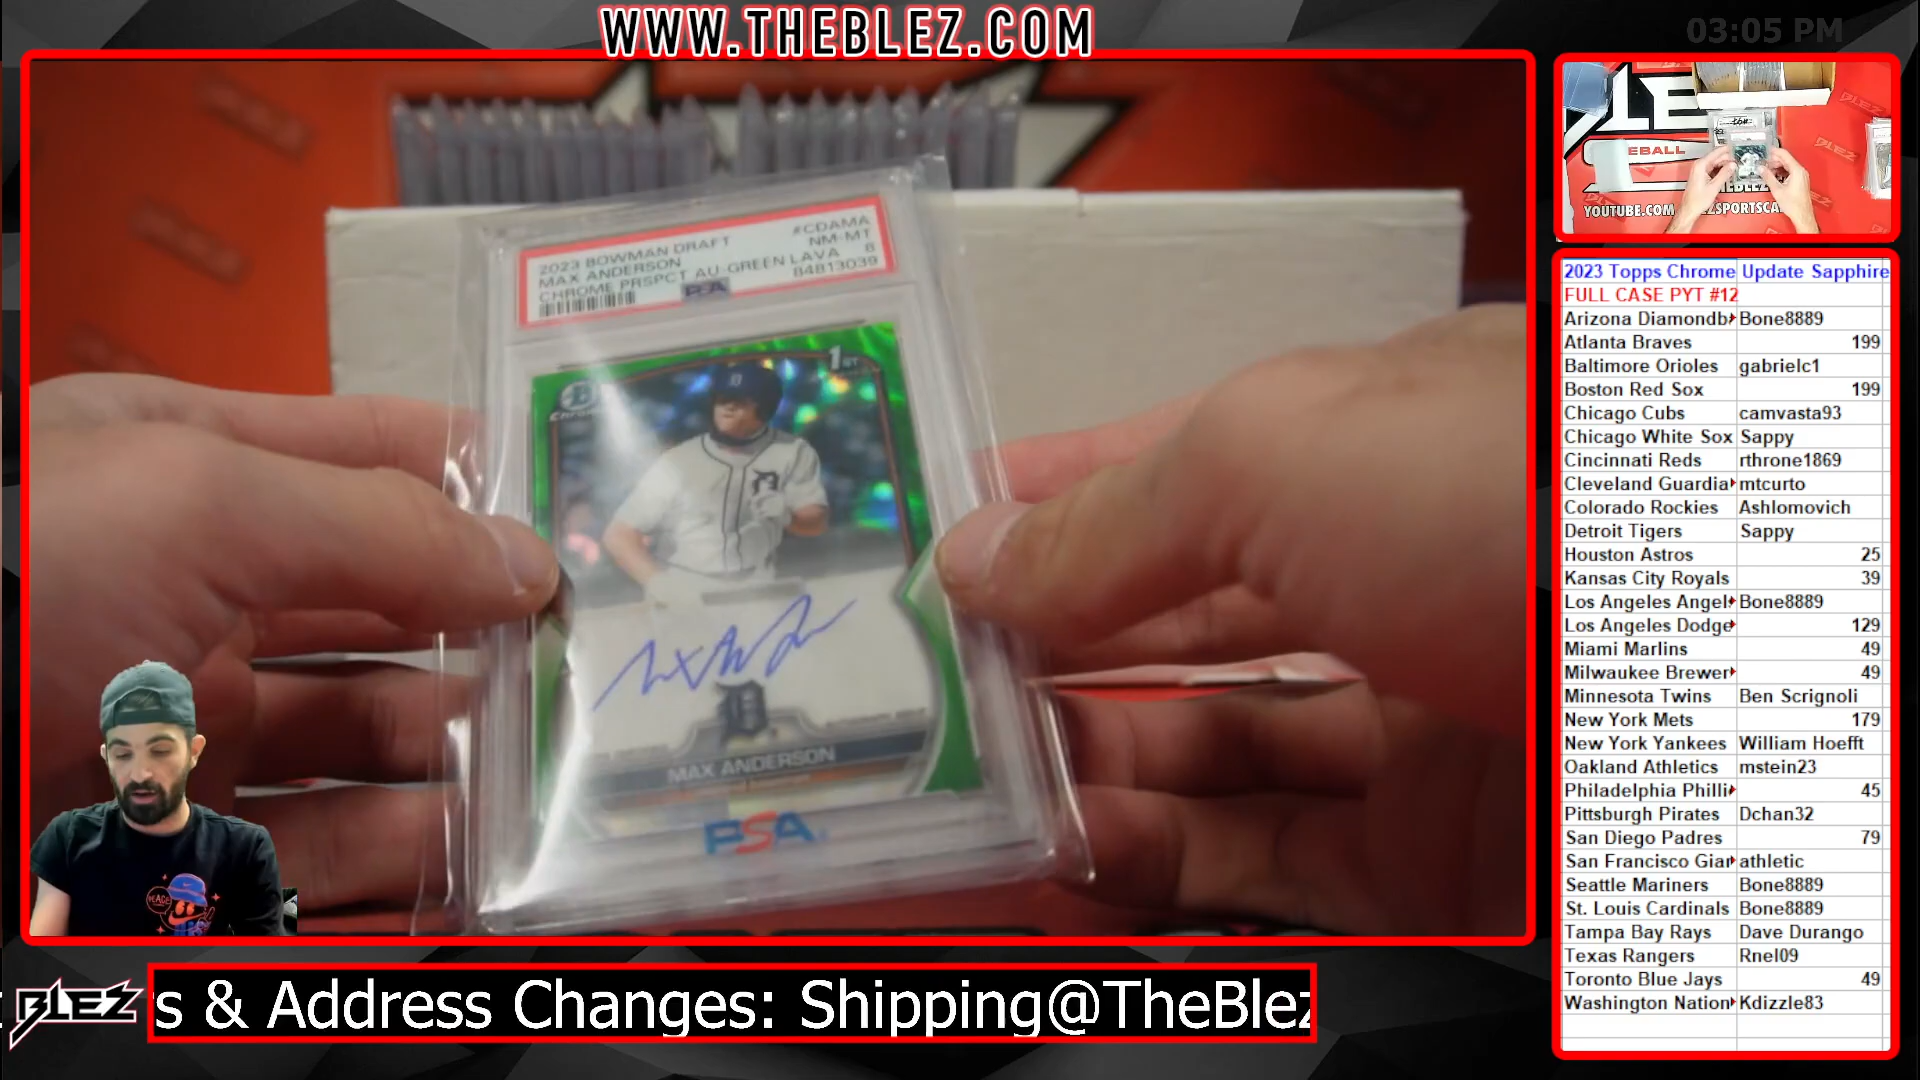 WWW.THEBLEZ.COM
03:05 PM
2023 BOWMAN DRAFT #CDAMA
MAX ANDERSON NM-MT
CHROME PRSPCT AU-GREEN LAVA 8
84813039
PSA
1ST
MAX ANDERSON
PSA
EBALL
YOUTUBE.COM
BLEZ
BLEZ
s & Address Changes: Shipping@TheBlez
2023 Topps Chrome Update Sapphire
FULL CASE PYT #12
Arizona Diamondb Bone8889
Atlanta Braves 199
Baltimore Orioles gabrielc1
Boston Red Sox 199
Chicago Cubs camvasta93
Chicago White Sox Sappy
Cincinnati Reds rthrone1869
Cleveland Guardia mtcurto
Colorado Rockies Ashlomovich
Detroit Tigers Sappy
Houston Astros 25
Kansas City Royals 39
Los Angeles Angel Bone8889
Los Angeles Dodge 129
Miami Marlins 49
Milwaukee Brewer 49
Minnesota Twins Ben Scrignoli
New York Mets 179
New York Yankees William Hoefft
Oakland Athletics mstein23
Philadelphia Philli 45
Pittsburgh Pirates Dchan32
San Diego Padres 79
San Francisco Gian athletic
Seattle Mariners Bone8889
St. Louis Cardinals Bone8889
Tampa Bay Rays Dave Durango
Texas Rangers Rnel09
Toronto Blue Jays 49
Washington Nation Kdizzle83